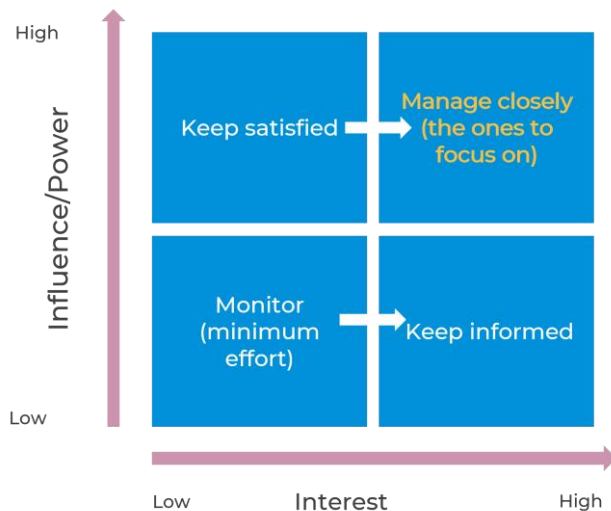 High
Influence/Power
Low
Keep satisfied
Manage closely
(the ones to
focus on)
Monitor
(minimum
effort)
Keep informed
Low
Interest
High